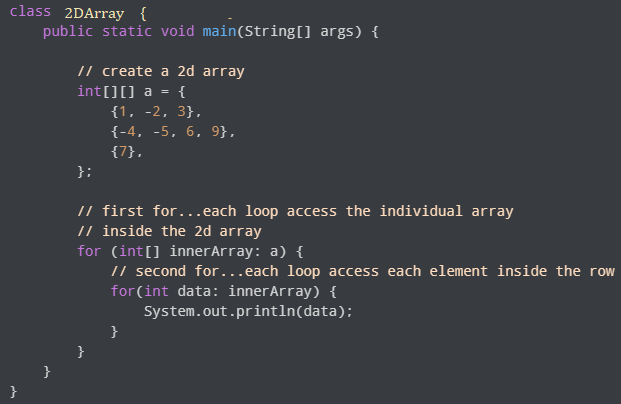 class 2DArray {
    public static void main(String[] args) {

        // create a 2d array
        int[][] a = {
            {1, -2, 3},
            {-4, -5, 6, 9},
            {7},
        };

        // first for...each loop access the individual array
        // inside the 2d array
        for (int[] innerArray: a) {
            // second for...each loop access each element inside the row
            for(int data: innerArray) {
                System.out.println(data);
            }
        }
    }
}